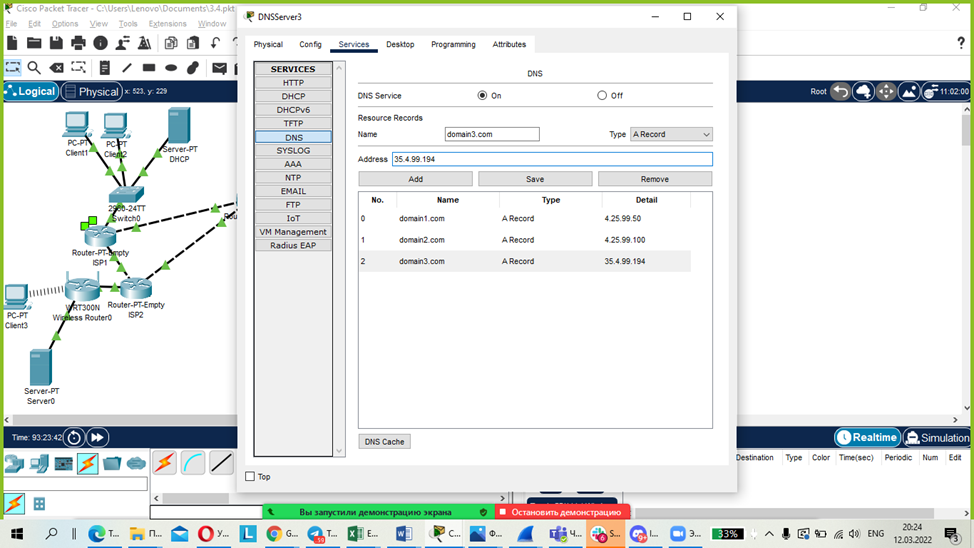 Cisco Packet Tracer - C:\Users\Lenovo\Documents\3.4.pkt
File Edit Options View Tools Extensions Window
Logical Physical x: 523, y: 229
Root 11:02:00
PC-PT
Client1
PC-PT
Client2
Server-PT
DHCP
Switch0
Router-PT-Empty
ISP1
PC-PT
Client3
WRT300N
Wireless Router0
Router-PT-Empty
ISP2
Server-PT
Server0
DNSServer3
Physical Config Services Desktop Programming Attributes
SERVICES
HTTP
DHCP
DHCPv6
TFTP
DNS
SYSLOG
AAA
NTP
EMAIL
FTP
IoT
VM Management
Radius EAP
DNS
DNS Service On Off
Resource Records
Name domain3.com Type A Record
Address 35.4.99.194
Add Save Remove
No. Name Type Detail
0 domain1.com A Record 4.25.99.50
1 domain2.com A Record 4.25.99.100
2 domain3.com A Record 35.4.99.194
DNS Cache
Top
Time: 93:23:42
Realtime Simulation
Destination Type Color Time(sec) Periodic Num Edit
Вы запустили демонстрацию экрана Остановить демонстрацию
T... П... У... G... T... E... W... C... Ф... Ч... S... I... Э...
33% ENG 20:24
12.03.2022